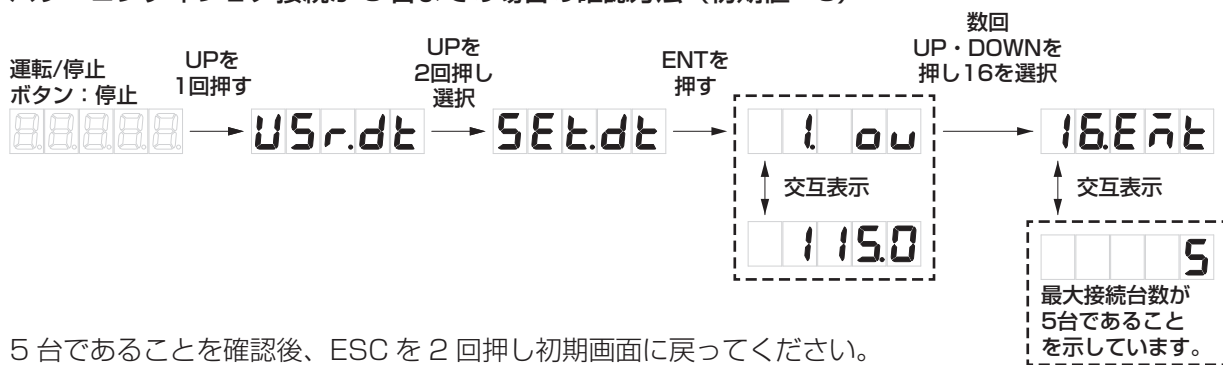 数回
UPを
UP・DOWNを
運転/停止
UPを
2回押し
ENTを
押し16を選択
ボタン：停止
1回押す
選択
押す
88888.
USr.dt
SEt.dt
1. ou
16.Emt
交互表示
交互表示
115.0
5
最大接続台数が
5台であること
を示しています。
5 台であることを確認後、ESC を 2 回押し初期画面に戻ってください。